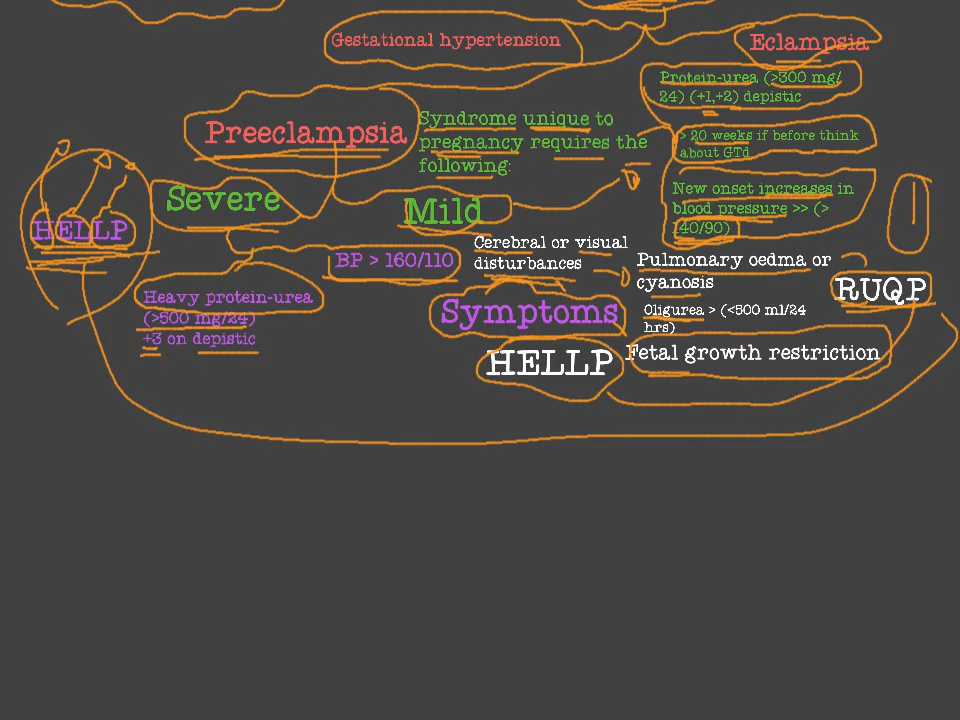 Gestational hypertension
Eclampsia
Protein-urea (>300 mg/
24) (+1,+2) depistic
Preeclampsia
Syndrome unique to
pregnancy requires the
following:
> 20 weeks if before think
about GTd
Severe
Mild
New onset increases in
blood pressure >> (>
140/90)
HELLP
Cerebral or visual
disturbances
BP > 160/110
Pulmonary oedma or
cyanosis
RUQP
Heavy protein-urea
(>500 mg/24)
+3 on depistic
Symptoms
Oligurea > (<500 ml/24
hrs)
HELLP
Fetal growth restriction